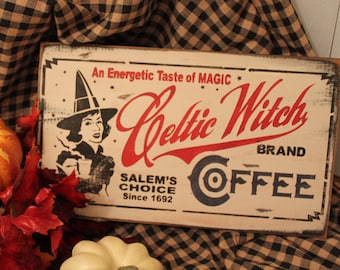 An Energetic Taste of MAGIC
Celtic Witch
BRAND
SALEM'S
CHOICE
Since 1692
COFFEE